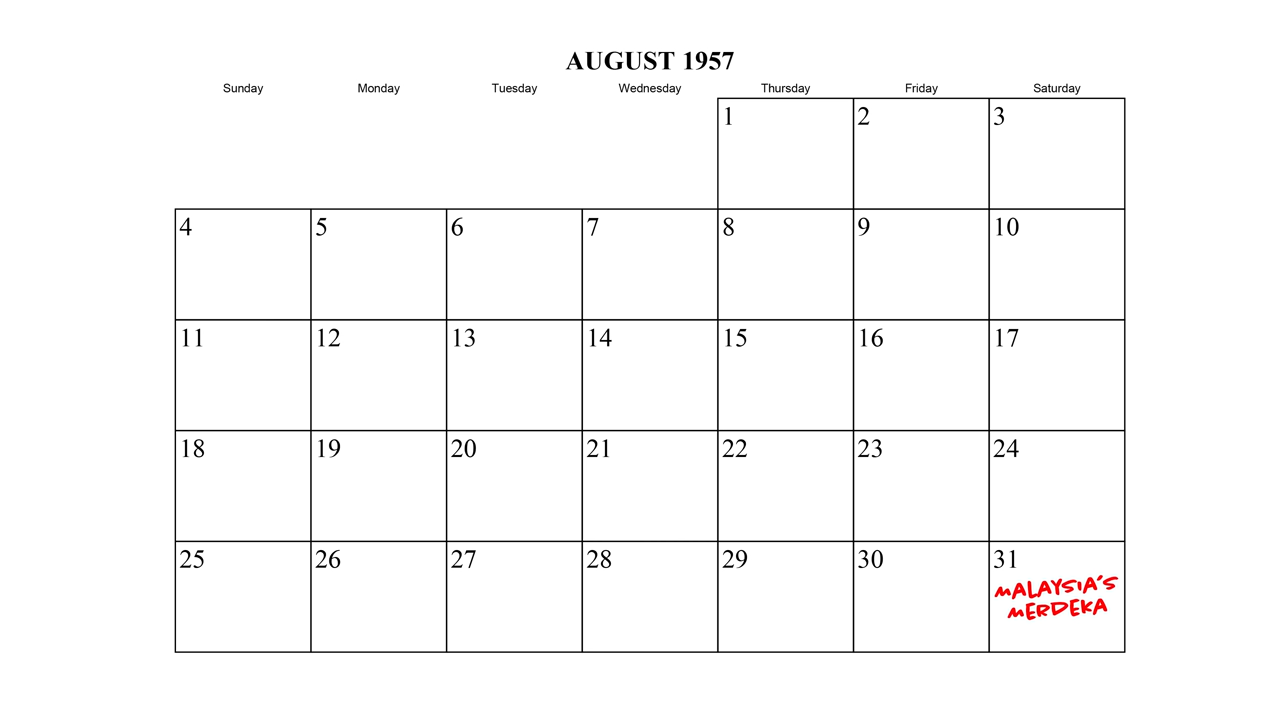 AUGUST 1957
Sunday Monday Tuesday Wednesday Thursday Friday Saturday
1 2 3
4 5 6 7 8 9 10
11 12 13 14 15 16 17
18 19 20 21 22 23 24
25 26 27 28 29 30 31
MALAYSIA'S
MERDEKA